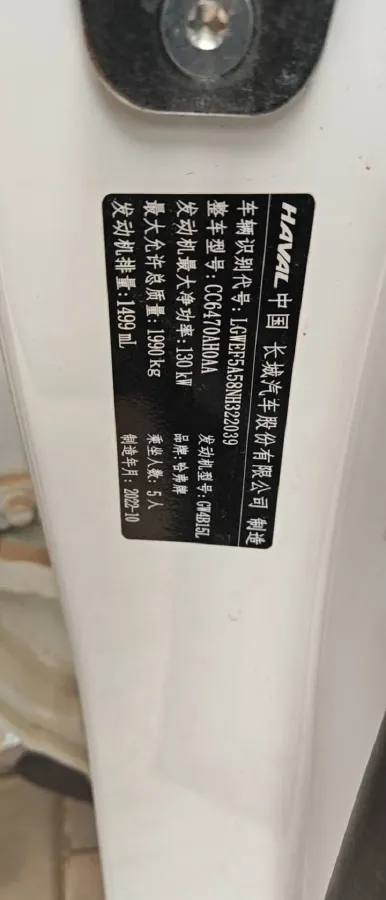 HAVAL 中国 长城汽车股份有限公司 制造
车辆识别代号: LGWEF5A58NH322039
整车型号: CC6470AH0AA 发动机型号: GW4B15L
发动机最大净功率: 130 kW 品牌: 哈弗牌
最大允许总质量: 1990 kg 乘坐人数: 5人
发动机排量: 1499 mL 制造年月: 2022-10